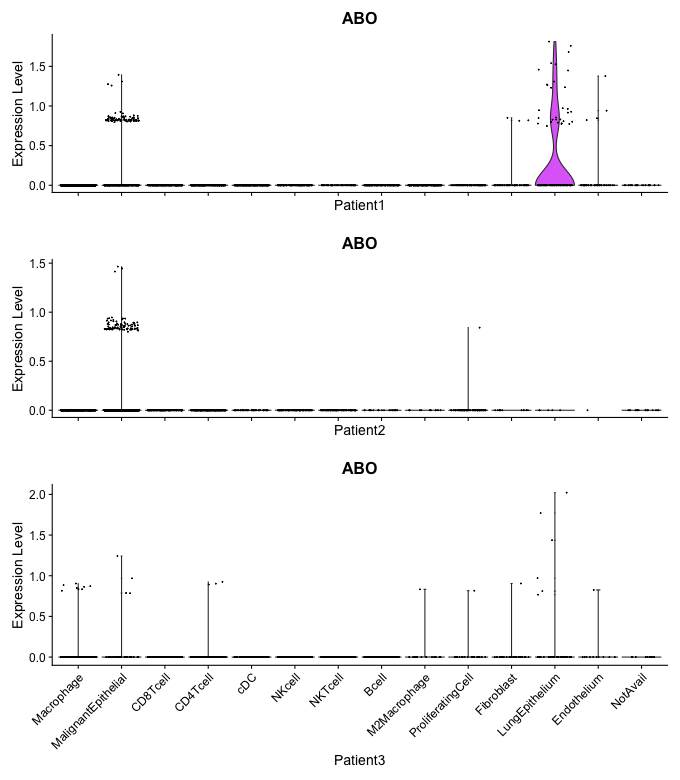 ABO
Expression Level
1.5
1.0
0.5
0.0
Patient1
ABO
Expression Level
1.5
1.0
0.5
0.0
Patient2
ABO
Expression Level
2.0
1.5
1.0
0.5
0.0
Macrophage
MalignantEpithelial
CD8Tcell
CD4Tcell
cDC
NKcell
NKTcell
Bcell
M2Macrophage
ProliferatingCell
Fibroblast
LungEpithelium
Endothelium
NotAvail
Patient3